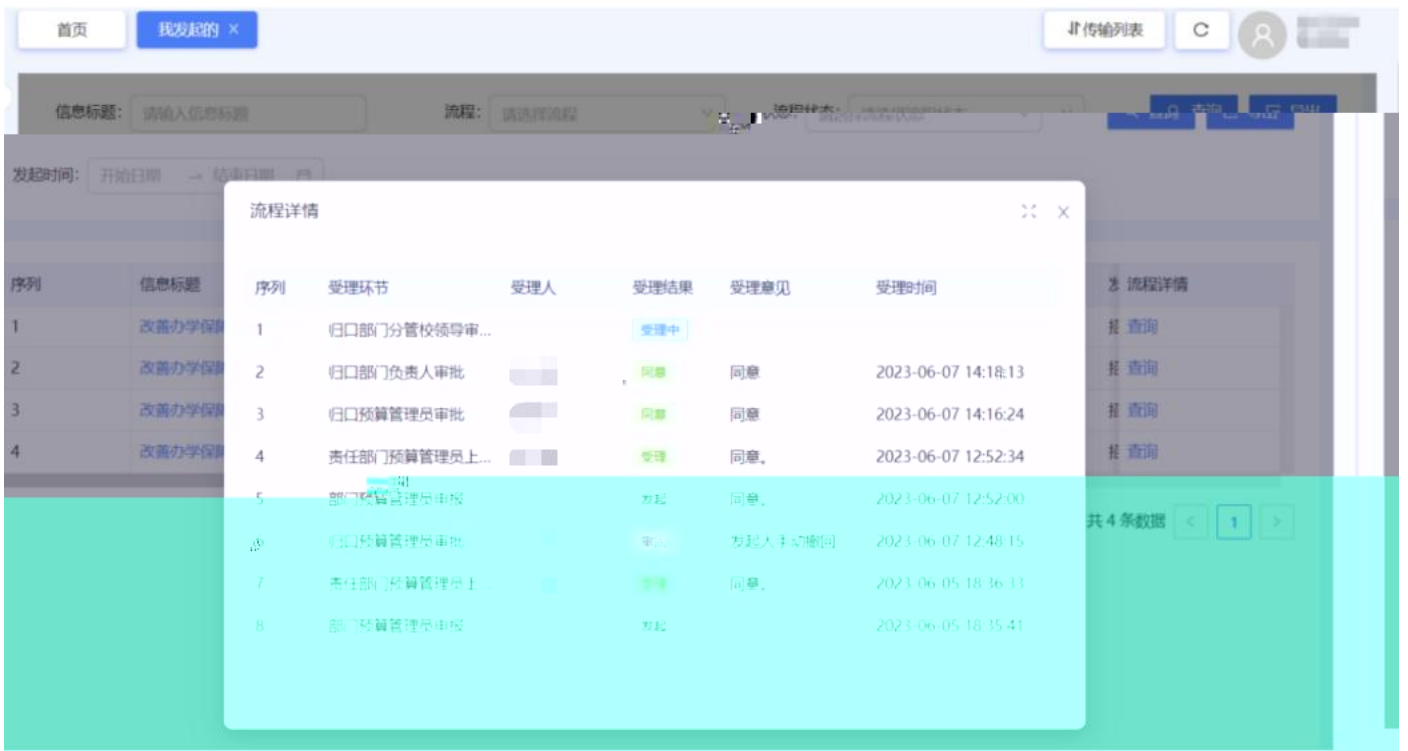 首页 我发起的 × 传输列表
信息标题： 请输入信息标题 流程： 请选择流程 流程状态： 查询 导出
发起时间： 开始日期 → 结束日期
流程详情
序列 信息标题 序列 受理环节 受理人 受理结果 受理意见 受理时间 流程详情
1 改善办学保障 1 归口部门分管校领导审... 受理中 查询
2 改善办学保障 2 归口部门负责人审批 同意 同意 2023-06-07 14:18:13 查询
3 改善办学保障 3 归口预算管理员审批 同意 同意 2023-06-07 14:16:24 查询
4 改善办学保障 4 责任部门预算管理员上... 受理 同意。 2023-06-07 12:52:34 查询
5 部门预算管理员申报 发起 同意。 2023-06-07 12:52:00
共 4 条数据 < 1 >
6 归口预算管理员审批 发起人手动撤回 2023-06-07 12:48:15
7 责任部门预算管理员上... 受理 同意。 2023-06-05 18:36:33
8 部门预算管理员申报 发起 2023-06-05 18:35:41